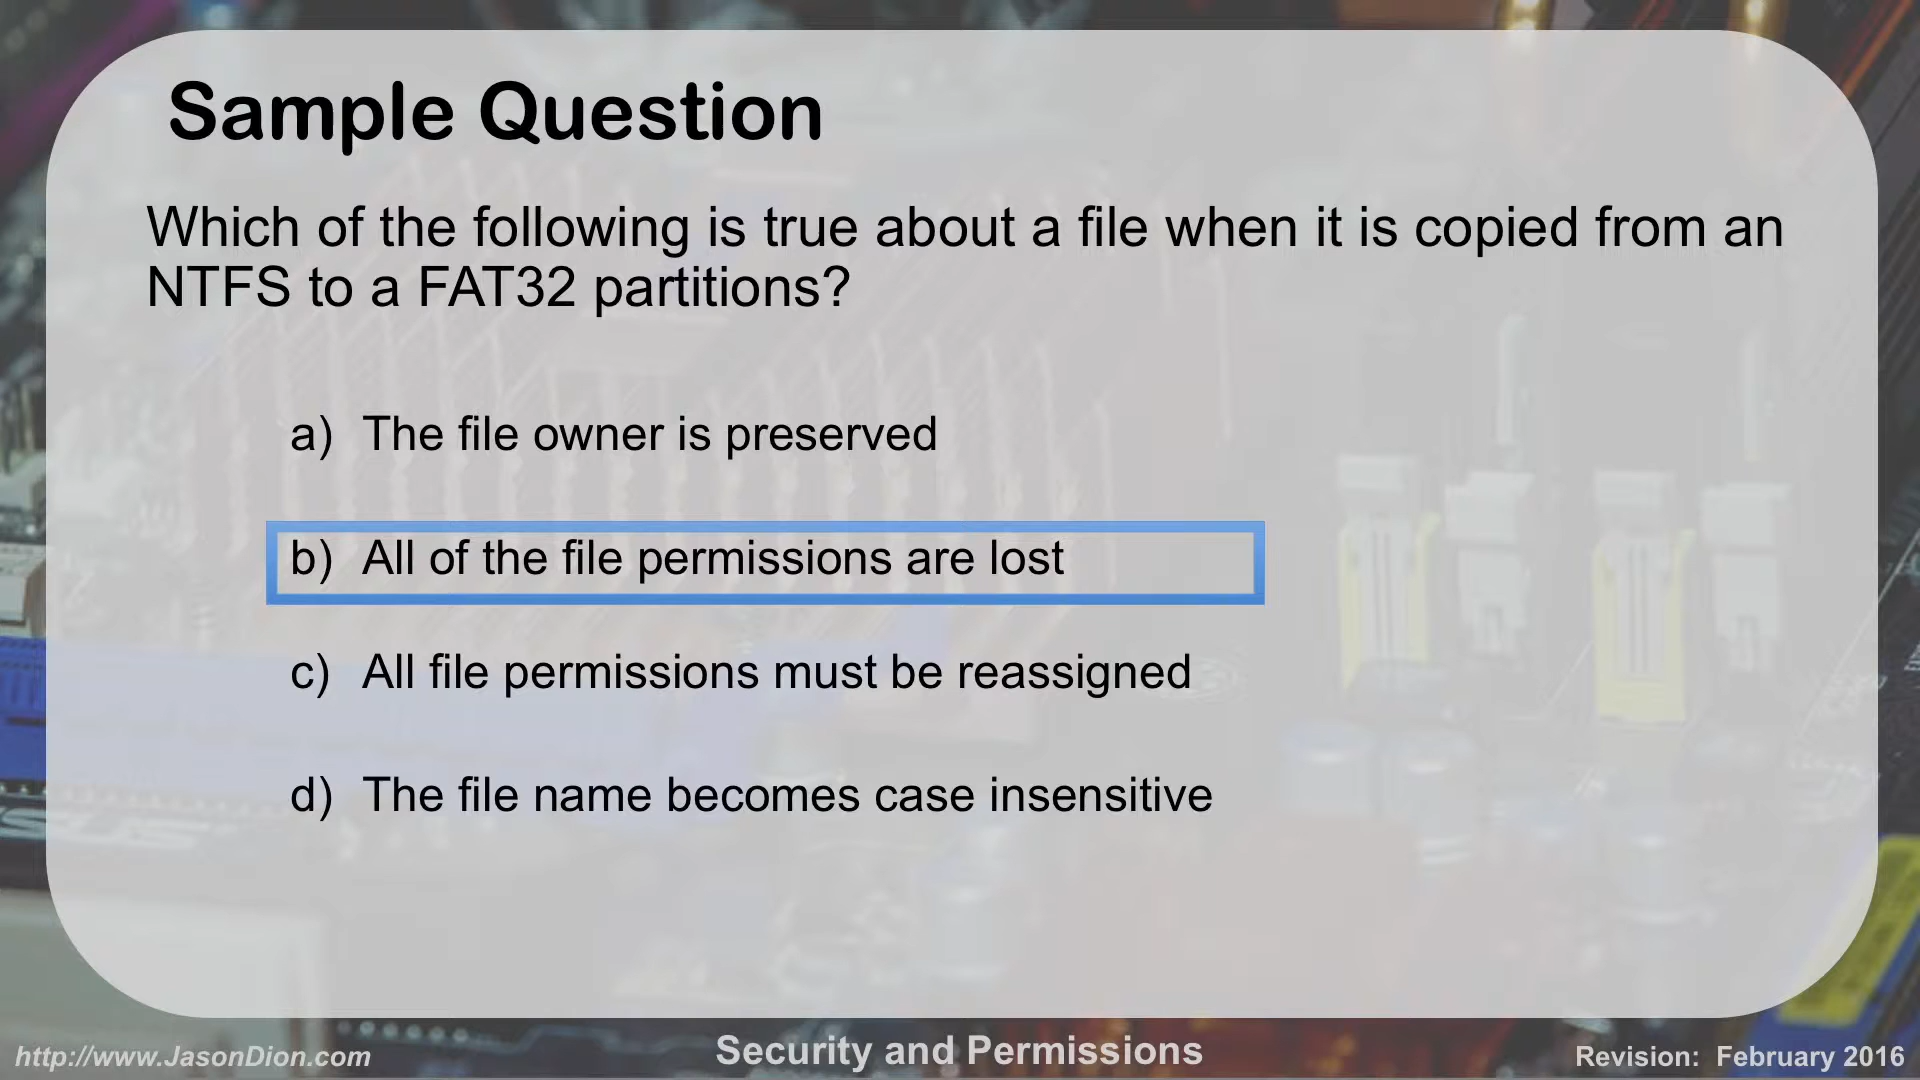 Sample Question
Which of the following is true about a file when it is copied from an
NTFS to a FAT32 partitions?
a) The file owner is preserved
b) All of the file permissions are lost
c) All file permissions must be reassigned
d) The file name becomes case insensitive
http://www.JasonDion.com
Security and Permissions
Revision: February 2016